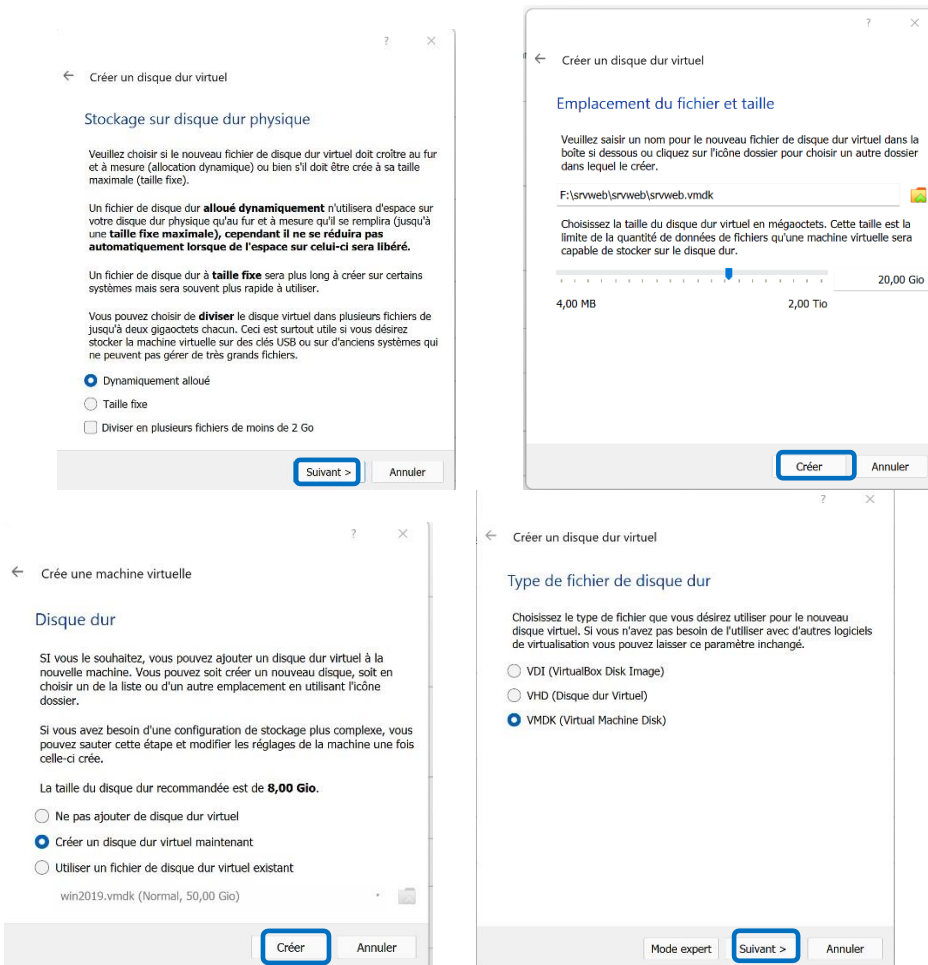 ?
←
Créer un disque dur virtuel
Stockage sur disque dur physique
Veuillez choisir si le nouveau fichier de disque dur virtuel doit croître au fur
et à mesure (allocation dynamique) ou bien s'il doit être crée à sa taille
maximale (taille fixe).
Un fichier de disque dur alloué dynamiquement n'utilisera d'espace sur
votre disque dur physique qu'au fur et à mesure qu'il se remplira (jusqu'à
une taille fixe maximale), cependant il ne se réduira pas
automatiquement lorsque de l'espace sur celui-ci sera libéré.
Un fichier de disque dur à taille fixe sera plus long à créer sur certains
systèmes mais sera souvent plus rapide à utiliser.
Vous pouvez choisir de diviser le disque dur virtuel dans plusieurs fichiers de
jusqu'à deux gigaoctets chacun. Ceci est surtout utile si vous désirez
stocker la machine virtuelle sur des clés USB ou sur d'anciens systèmes qui
ne peuvent pas gérer de très grands fichiers.
Dynamiquement alloué
Taille fixe
Diviser en plusieurs fichiers de moins de 2 Go
Suivant > Annuler
?
←
Créer un disque dur virtuel
Emplacement du fichier et taille
Veuillez saisir un nom pour le nouveau fichier de disque dur virtuel dans la
boîte si dessous ou cliquez sur l'icône dossier pour choisir un autre dossier
dans lequel le créer.
F:\srvweb\srvweb\srvweb.vmdk
Choisissez la taille du disque dur virtuel en mégaoctets. Cette taille est la
limite de la quantité de données de fichiers qu'une machine virtuelle sera
capable de stocker sur le disque dur.
20,00 Gio
4,00 MB 2,00 Tio
Créer Annuler
?
←
Crée une machine virtuelle
Disque dur
SI vous le souhaitez, vous pouvez ajouter un disque dur virtuel à la
nouvelle machine. Vous pouvez soit créer un nouveau disque, soit en
choisir un de la liste ou d'un autre emplacement en utilisant l'icône
dossier.
Si vous avez besoin d'une configuration de stockage plus complexe, vous
pouvez sauter cette étape et modifier les réglages de la machine une fois
celle-ci crée.
La taille du disque dur recommandée est de 8,00 Gio.
Ne pas ajouter de disque dur virtuel
Créer un disque dur virtuel maintenant
Utiliser un fichier de disque dur virtuel existant
win2019.vmdk (Normal, 50,00 Gio)
Créer Annuler
?
←
Créer un disque dur virtuel
Type de fichier de disque dur
Choisissez le type de fichier que vous désirez utiliser pour le nouveau
disque virtuel. Si vous n'avez pas besoin de l'utiliser avec d'autres logiciels
de virtualisation vous pouvez laisser ce paramètre inchangé.
VDI (VirtualBox Disk Image)
VHD (Disque dur Virtuel)
VMDK (Virtual Machine Disk)
Mode expert Suivant > Annuler